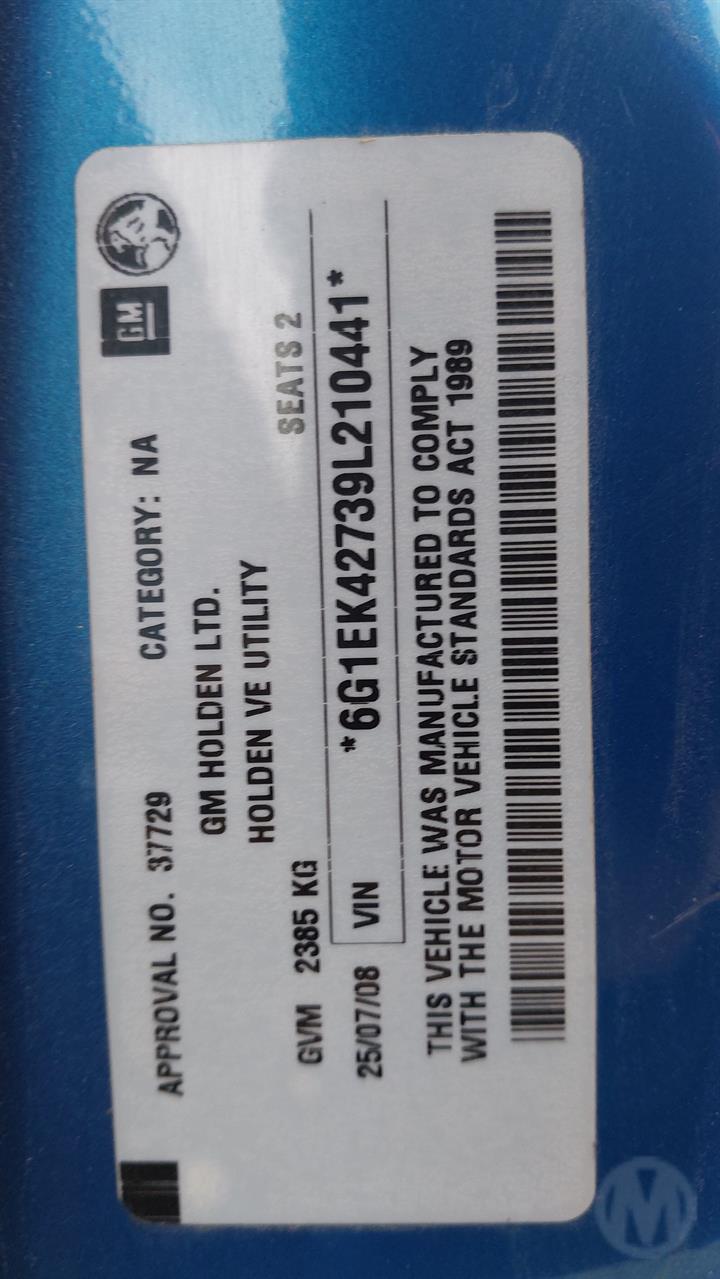 GM
APPROVAL NO. 37729 CATEGORY: NA
GM HOLDEN LTD.
HOLDEN VE UTILITY
GVM 2385 KG SEATS 2
25/07/08 VIN *6G1EK42739L210441*
THIS VEHICLE WAS MANUFACTURED TO COMPLY
WITH THE MOTOR VEHICLE STANDARDS ACT 1989
M